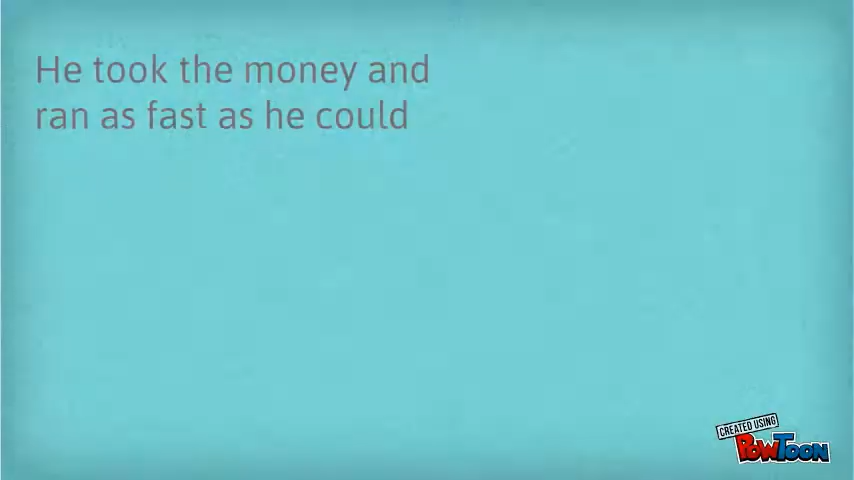 He took the money and
ran as fast as he could
CREATED USING
PowToon